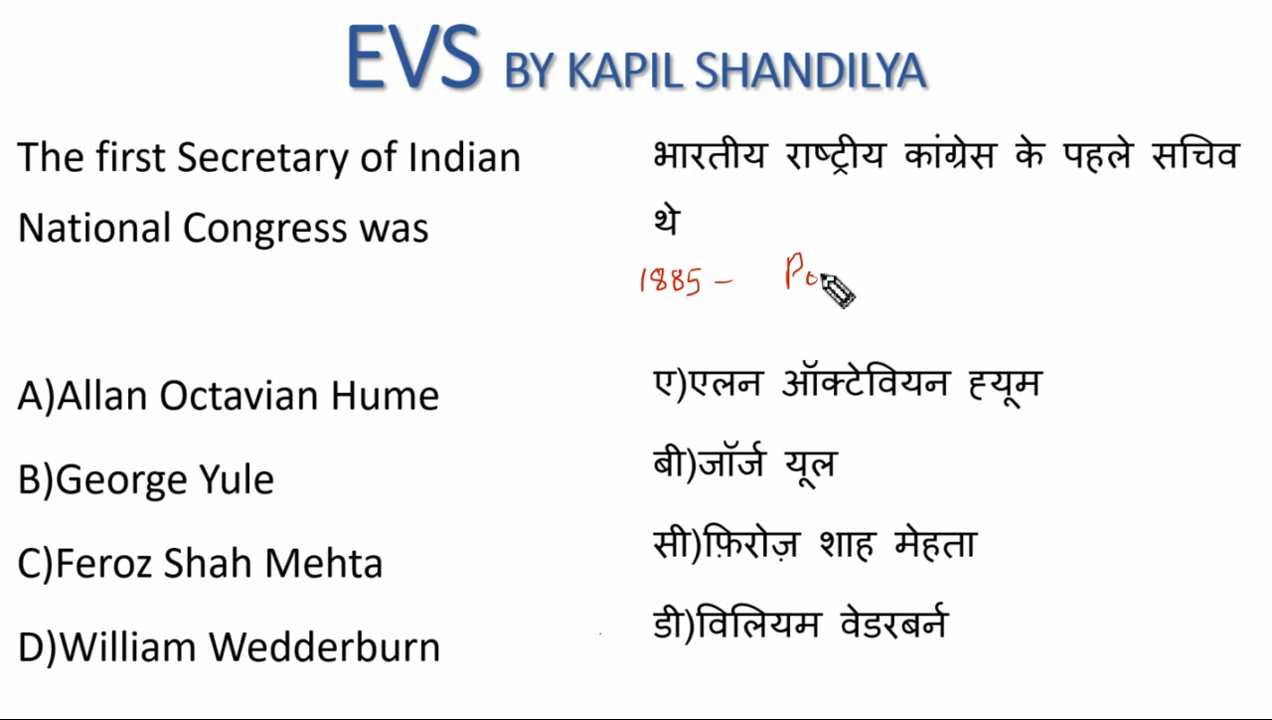 EVS BY KAPIL SHANDILYA
The first Secretary of Indian
National Congress was
A)Allan Octavian Hume
B)George Yule
C)Feroz Shah Mehta
D)William Wedderburn
भारतीय राष्ट्रीय कांग्रेस के पहले सचिव
थे
1885 – Po
ए)एलन ऑक्टेवियन ह्यूम
बी)जॉर्ज यूल
सी)फ़िरोज़ शाह मेहता
डी)विलियम वेडरबर्न